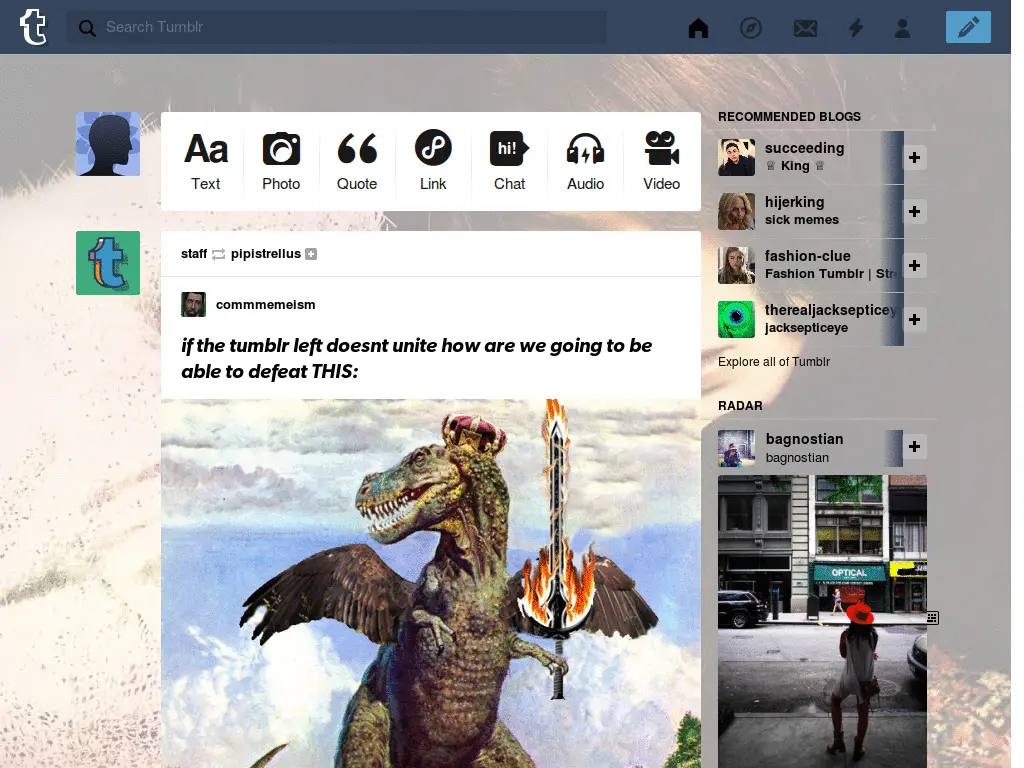 Search Tumblr
Aa
Text
Photo
Quote
Link
hi!
Chat
Audio
Video
staff pipistrellus
commmemeism
if the tumblr left doesnt unite how are we going to be
able to defeat THIS:
RECOMMENDED BLOGS
succeeding
♕ King ♕
hijerking
sick memes
fashion-clue
Fashion Tumblr | Str
therealjacksepticey
jacksepticeye
Explore all of Tumblr
RADAR
bagnostian
bagnostian
OPTICAL